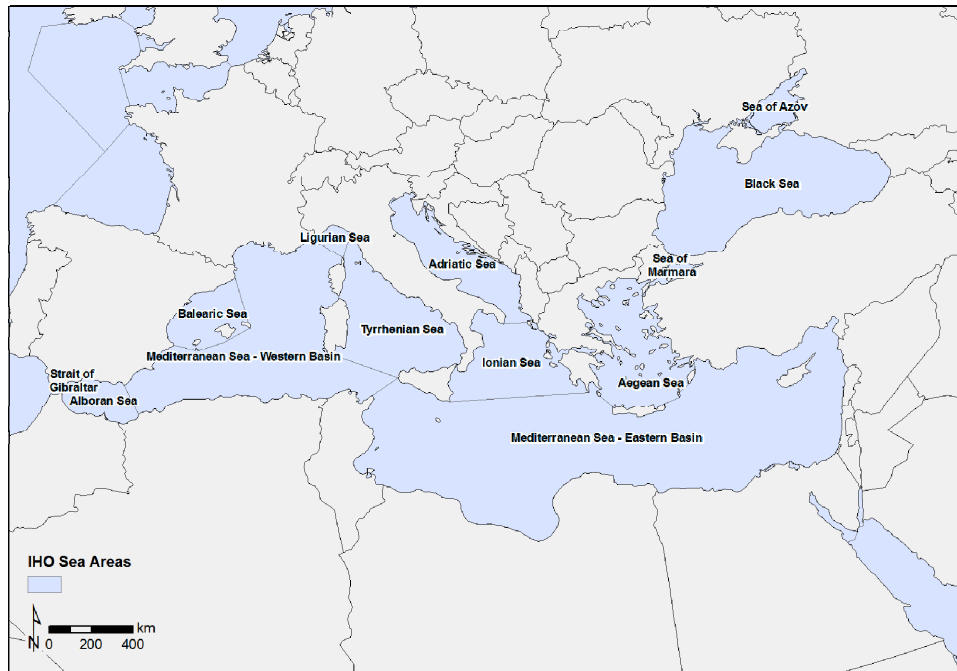 Sea of Azov
Black Sea
Ligurian Sea
Adriatic Sea
Sea of
Marmara
Balearic Sea
Tyrrhenian Sea
Mediterranean Sea - Western Basin
Ionian Sea
Strait of
Gibraltar
Alboran Sea
Aegean Sea
Mediterranean Sea - Eastern Basin
IHO Sea Areas
N
km
0 200 400